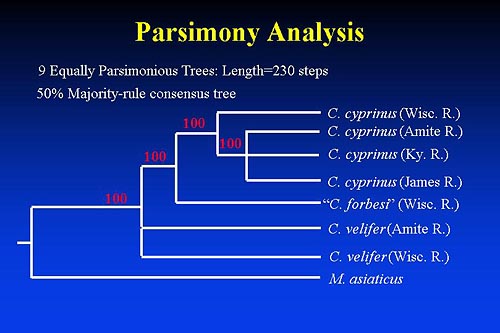 Parsimony Analysis
9 Equally Parsimonious Trees: Length=230 steps
50% Majority-rule consensus tree
C. cyprinus (Wisc. R.)
100
C. cyprinus (Amite R.)
100
C. cyprinus (Ky. R.)
100
C. cyprinus (James R.)
100
“C. forbesi” (Wisc. R.)
C. velifer (Amite R.)
C. velifer (Wisc. R.)
M. asiaticus